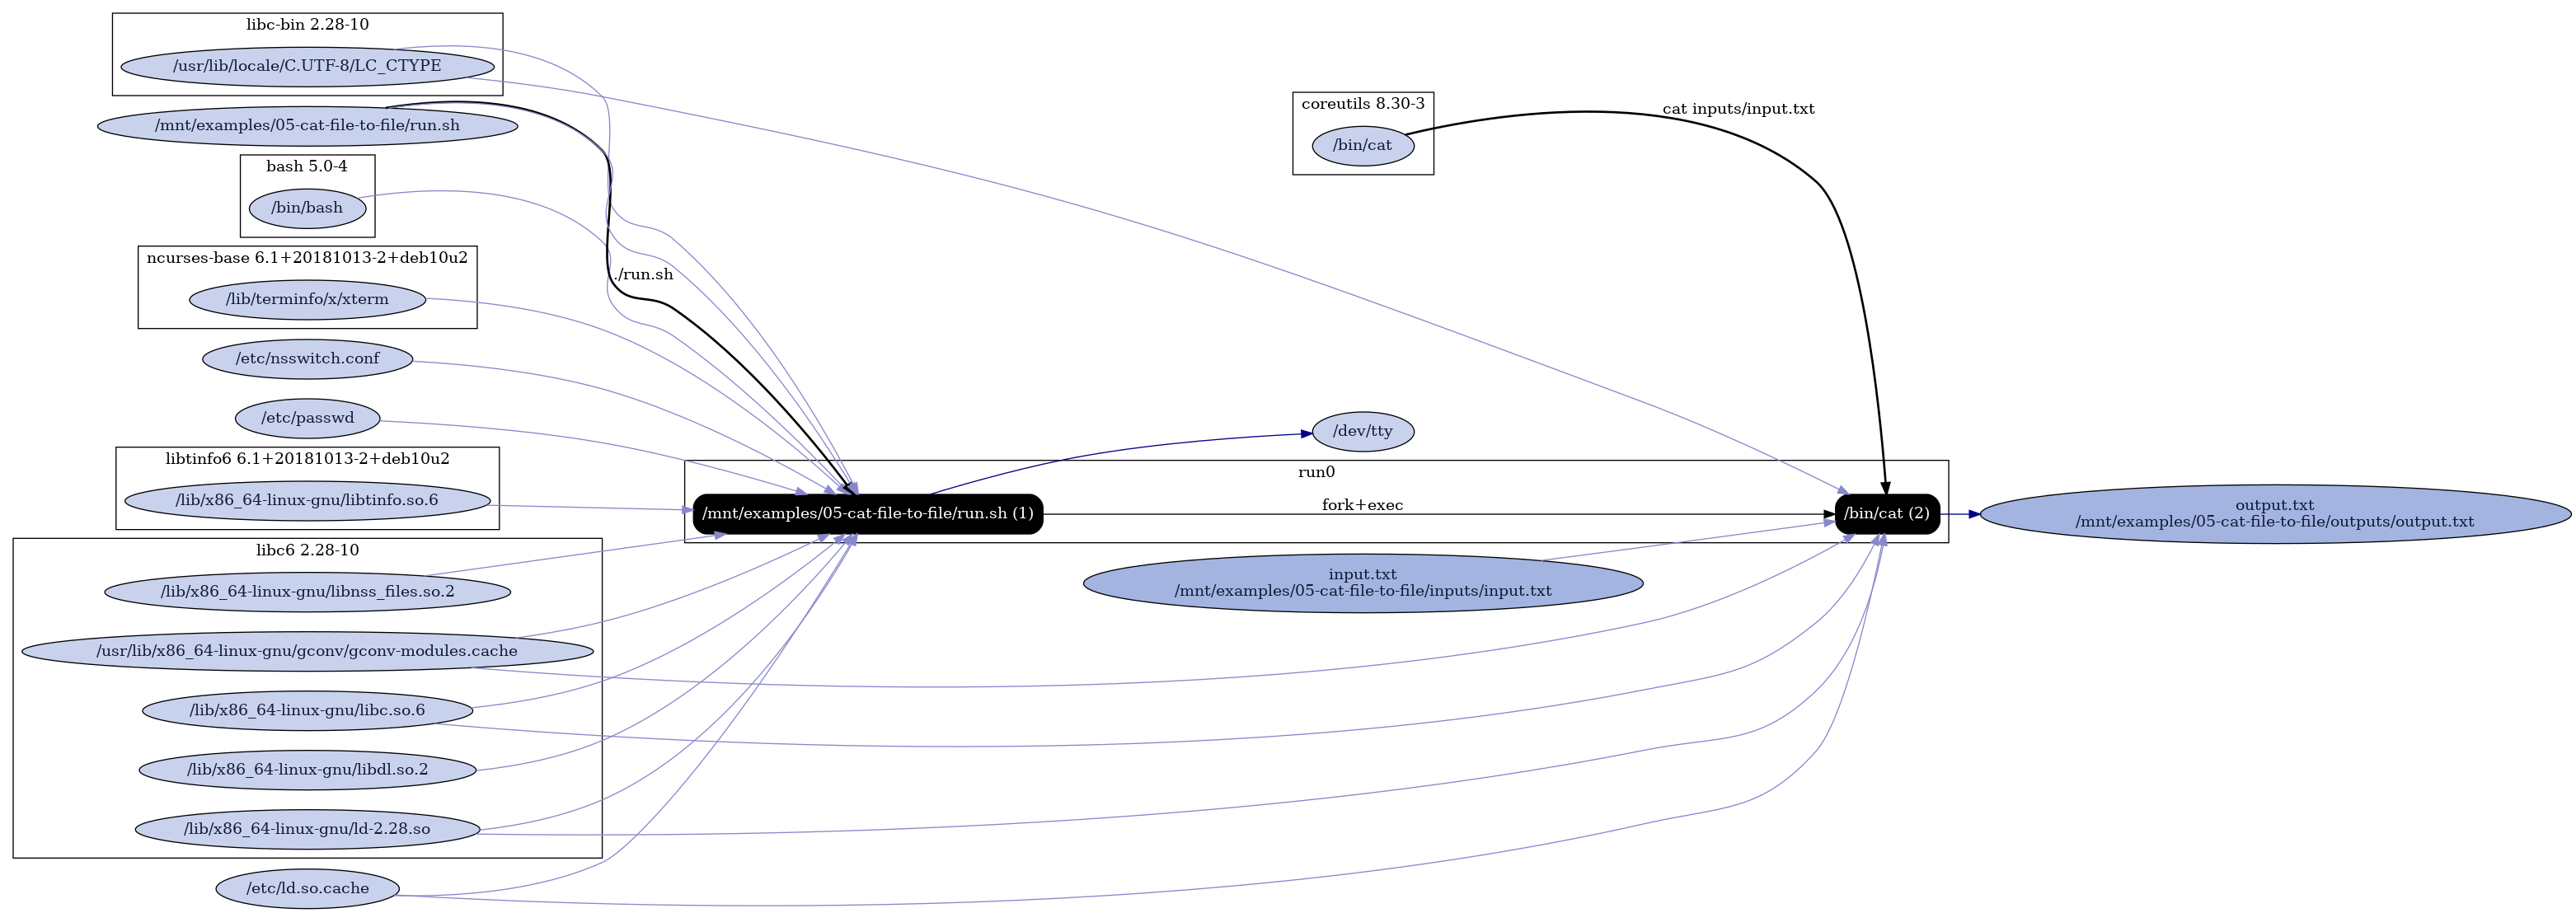 libc-bin 2.28-10
/usr/lib/locale/C.UTF-8/LC_CTYPE
/mnt/examples/05-cat-file-to-file/run.sh
bash 5.0-4
/bin/bash
ncurses-base 6.1+20181013-2+deb10u2
/lib/terminfo/x/xterm
/etc/nsswitch.conf
/etc/passwd
libtinfo6 6.1+20181013-2+deb10u2
/lib/x86_64-linux-gnu/libtinfo.so.6
libc6 2.28-10
/lib/x86_64-linux-gnu/libnss_files.so.2
/usr/lib/x86_64-linux-gnu/gconv/gconv-modules.cache
/lib/x86_64-linux-gnu/libc.so.6
/lib/x86_64-linux-gnu/libdl.so.2
/lib/x86_64-linux-gnu/ld-2.28.so
/etc/ld.so.cache
./run.sh
coreutils 8.30-3
/bin/cat
cat inputs/input.txt
/dev/tty
run0
/mnt/examples/05-cat-file-to-file/run.sh (1)
fork+exec
/bin/cat (2)
input.txt
/mnt/examples/05-cat-file-to-file/inputs/input.txt
output.txt
/mnt/examples/05-cat-file-to-file/outputs/output.txt